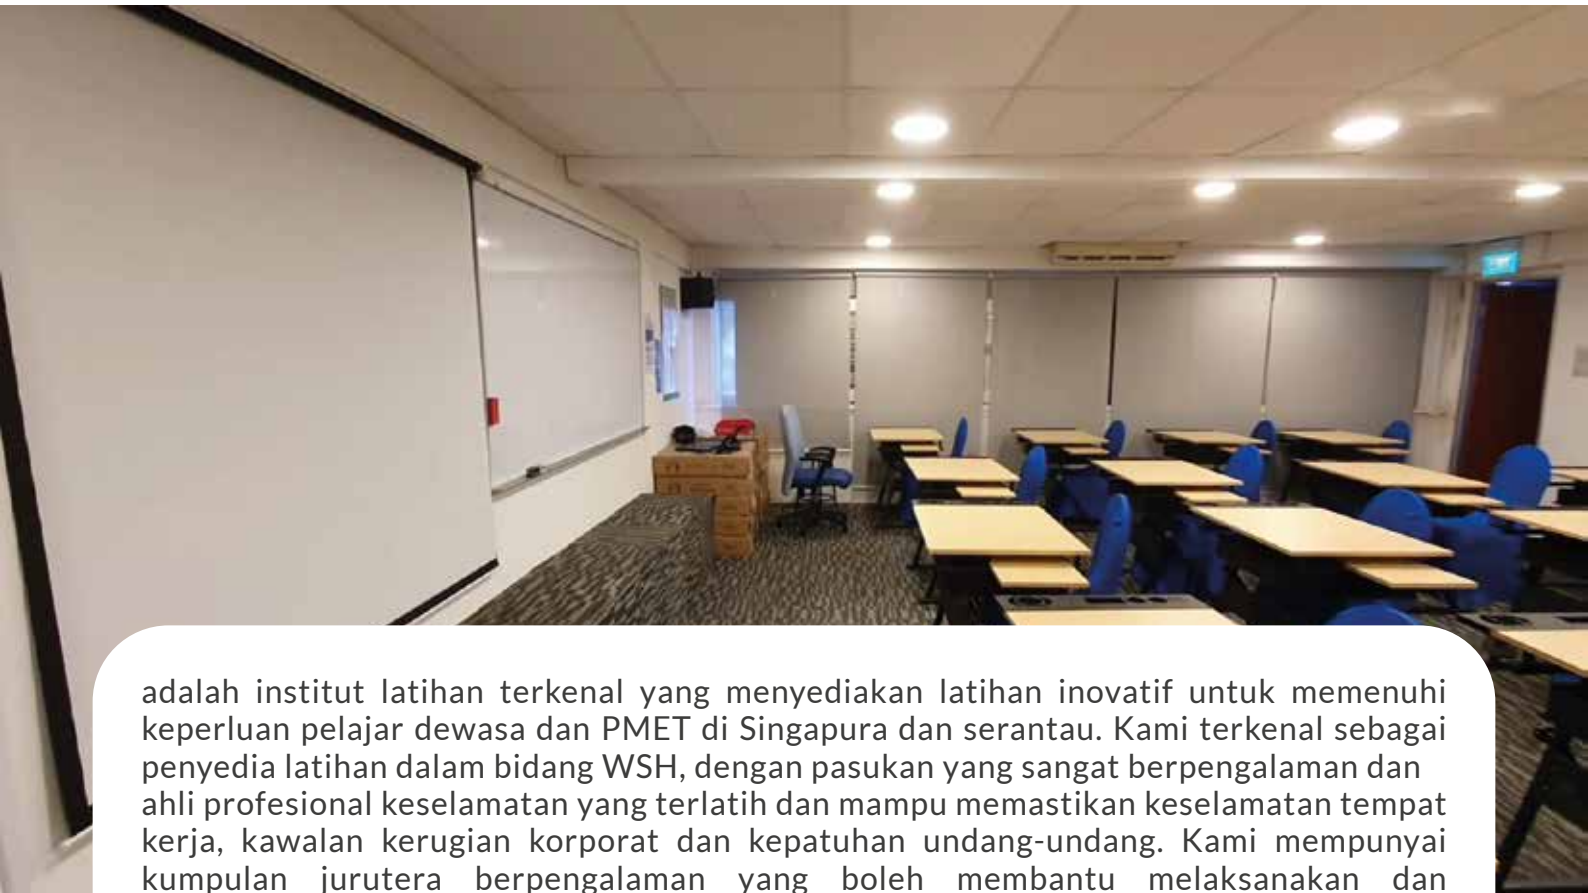 adalah institut latihan terkenal yang menyediakan latihan inovatif untuk memenuhi
keperluan pelajar dewasa dan PMET di Singapura dan serantau. Kami terkenal sebagai
penyedia latihan dalam bidang WSH, dengan pasukan yang sangat berpengalaman dan
ahli profesional keselamatan yang terlatih dan mampu memastikan keselamatan tempat
kerja, kawalan kerugian korporat dan kepatuhan undang-undang. Kami mempunyai
kumpulan jurutera berpengalaman yang boleh membantu melaksanakan dan